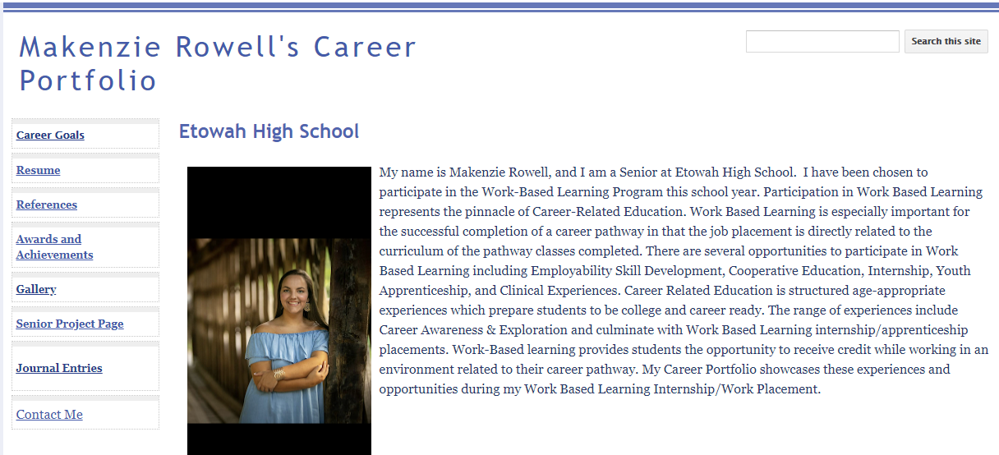 Makenzie Rowell's Career
Portfolio
Search this site
Career Goals
Resume
References
Awards and
Achievements
Gallery
Senior Project Page
Journal Entries
Contact Me
Etowah High School
My name is Makenzie Rowell, and I am a Senior at Etowah High School.  I have been chosen to
participate in the Work-Based Learning Program this school year. Participation in Work Based Learning
represents the pinnacle of Career-Related Education. Work Based Learning is especially important for
the successful completion of a career pathway in that the job placement is directly related to the
curriculum of the pathway classes completed. There are several opportunities to participate in Work
Based Learning including Employability Skill Development, Cooperative Education, Internship, Youth
Apprenticeship, and Clinical Experiences. Career Related Education is structured age-appropriate
experiences which prepare students to be college and career ready. The range of experiences include
Career Awareness & Exploration and culminate with Work Based Learning internship/apprenticeship
placements. Work-Based learning provides students the opportunity to receive credit while working in an
environment related to their career pathway. My Career Portfolio showcases these experiences and
opportunities during my Work Based Learning Internship/Work Placement.